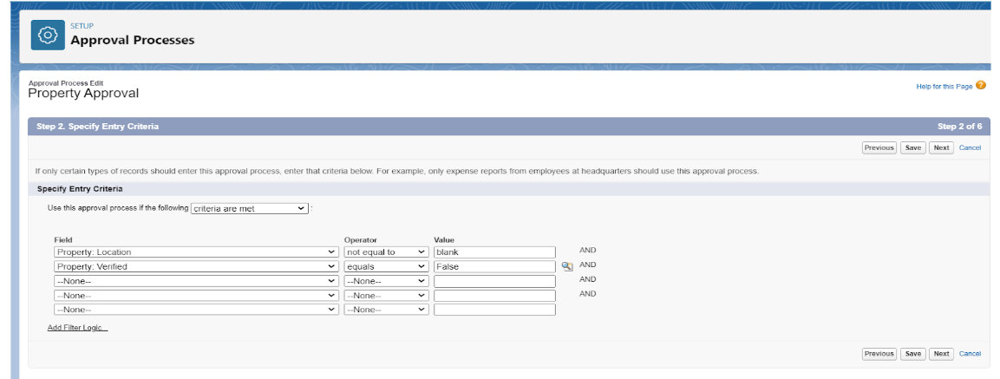 SETUP
Approval Processes
Approval Process Edit
Property Approval
Help for this Page ?
Step 2. Specify Entry Criteria Step 2 of 6
Previous Save Next Cancel
If only certain types of records should enter this approval process, enter that criteria below. For example, only expense reports from employees at headquarters should use this approval process.
Specify Entry Criteria
Use this approval process if the following criteria are met :
Field Operator Value
Property: Location not equal to blank AND
Property: Verified equals False AND
--None-- --None-- AND
--None-- --None-- AND
--None-- --None--
Add Filter Logic...
Previous Save Next Cancel